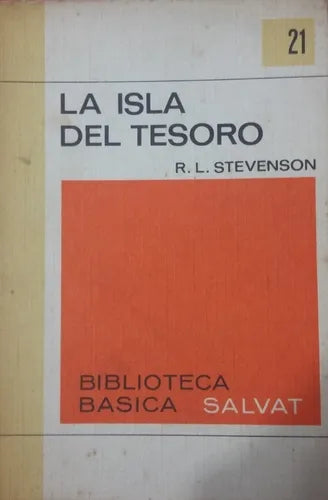 21
LA ISLA
DEL TESORO
R. L. STEVENSON
BIBLIOTECA
BASICA SALVAT